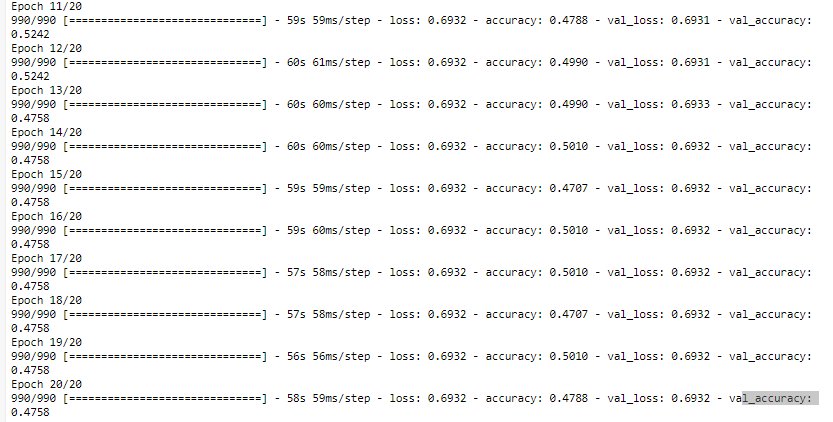 Epoch 11/20
990/990 [==============================] - 59s 59ms/step - loss: 0.6932 - accuracy: 0.4788 - val_loss: 0.6931 - val_accuracy:
0.5242
Epoch 12/20
990/990 [==============================] - 60s 61ms/step - loss: 0.6932 - accuracy: 0.4990 - val_loss: 0.6931 - val_accuracy:
0.5242
Epoch 13/20
990/990 [==============================] - 60s 60ms/step - loss: 0.6932 - accuracy: 0.4990 - val_loss: 0.6933 - val_accuracy:
0.4758
Epoch 14/20
990/990 [==============================] - 60s 60ms/step - loss: 0.6932 - accuracy: 0.5010 - val_loss: 0.6932 - val_accuracy:
0.4758
Epoch 15/20
990/990 [==============================] - 59s 59ms/step - loss: 0.6932 - accuracy: 0.4707 - val_loss: 0.6932 - val_accuracy:
0.4758
Epoch 16/20
990/990 [==============================] - 59s 60ms/step - loss: 0.6932 - accuracy: 0.5010 - val_loss: 0.6932 - val_accuracy:
0.4758
Epoch 17/20
990/990 [==============================] - 57s 58ms/step - loss: 0.6932 - accuracy: 0.5010 - val_loss: 0.6932 - val_accuracy:
0.4758
Epoch 18/20
990/990 [==============================] - 57s 58ms/step - loss: 0.6932 - accuracy: 0.4707 - val_loss: 0.6932 - val_accuracy:
0.4758
Epoch 19/20
990/990 [==============================] - 56s 56ms/step - loss: 0.6932 - accuracy: 0.5010 - val_loss: 0.6932 - val_accuracy:
0.4758
Epoch 20/20
990/990 [==============================] - 58s 59ms/step - loss: 0.6932 - accuracy: 0.4788 - val_loss: 0.6932 - val_accuracy:
0.4758